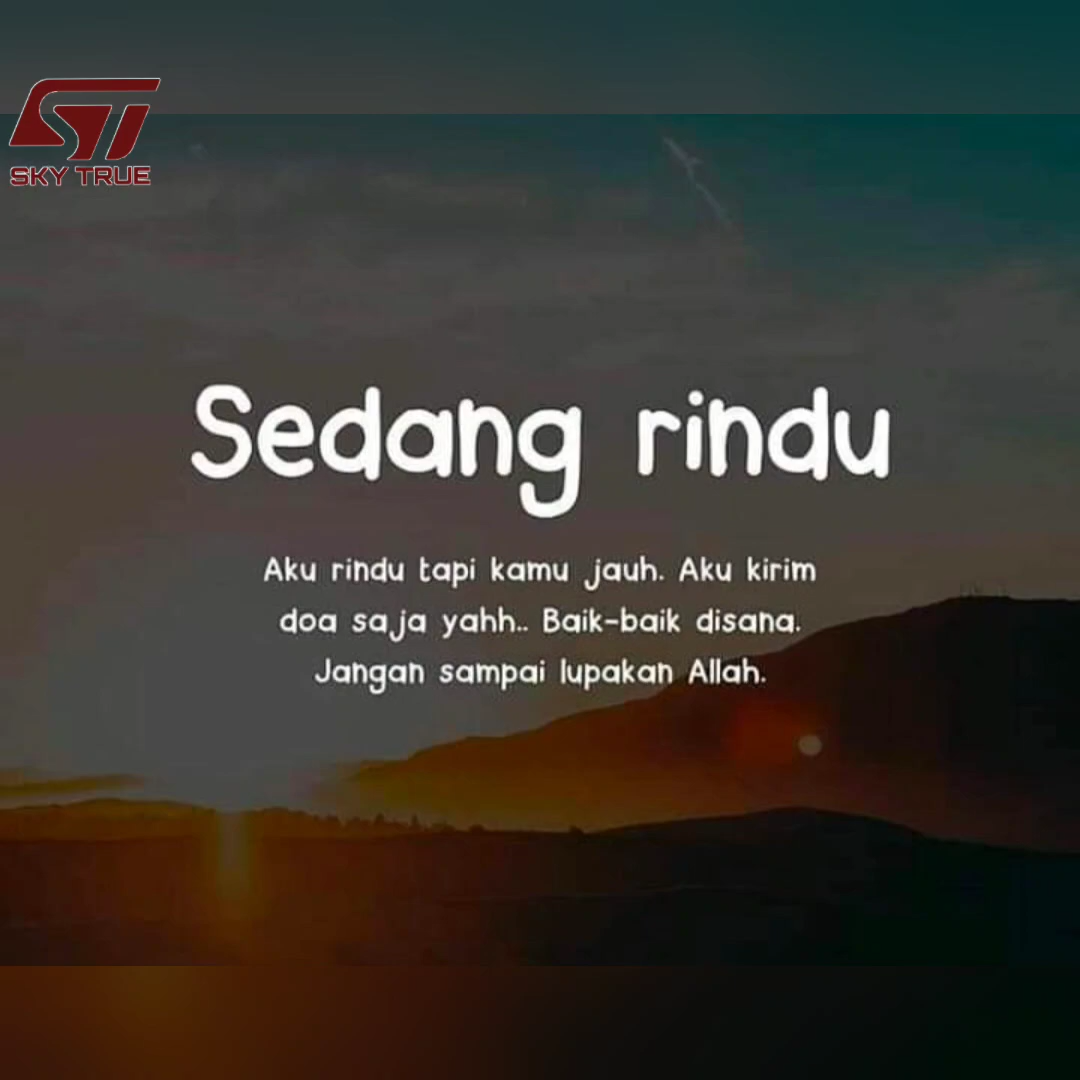 SKY TRUE
Sedang rindu
Aku rindu tapi kamu jauh. Aku kirim
doa saja yahh.. Baik-baik disana.
Jangan sampai lupakan Allah.